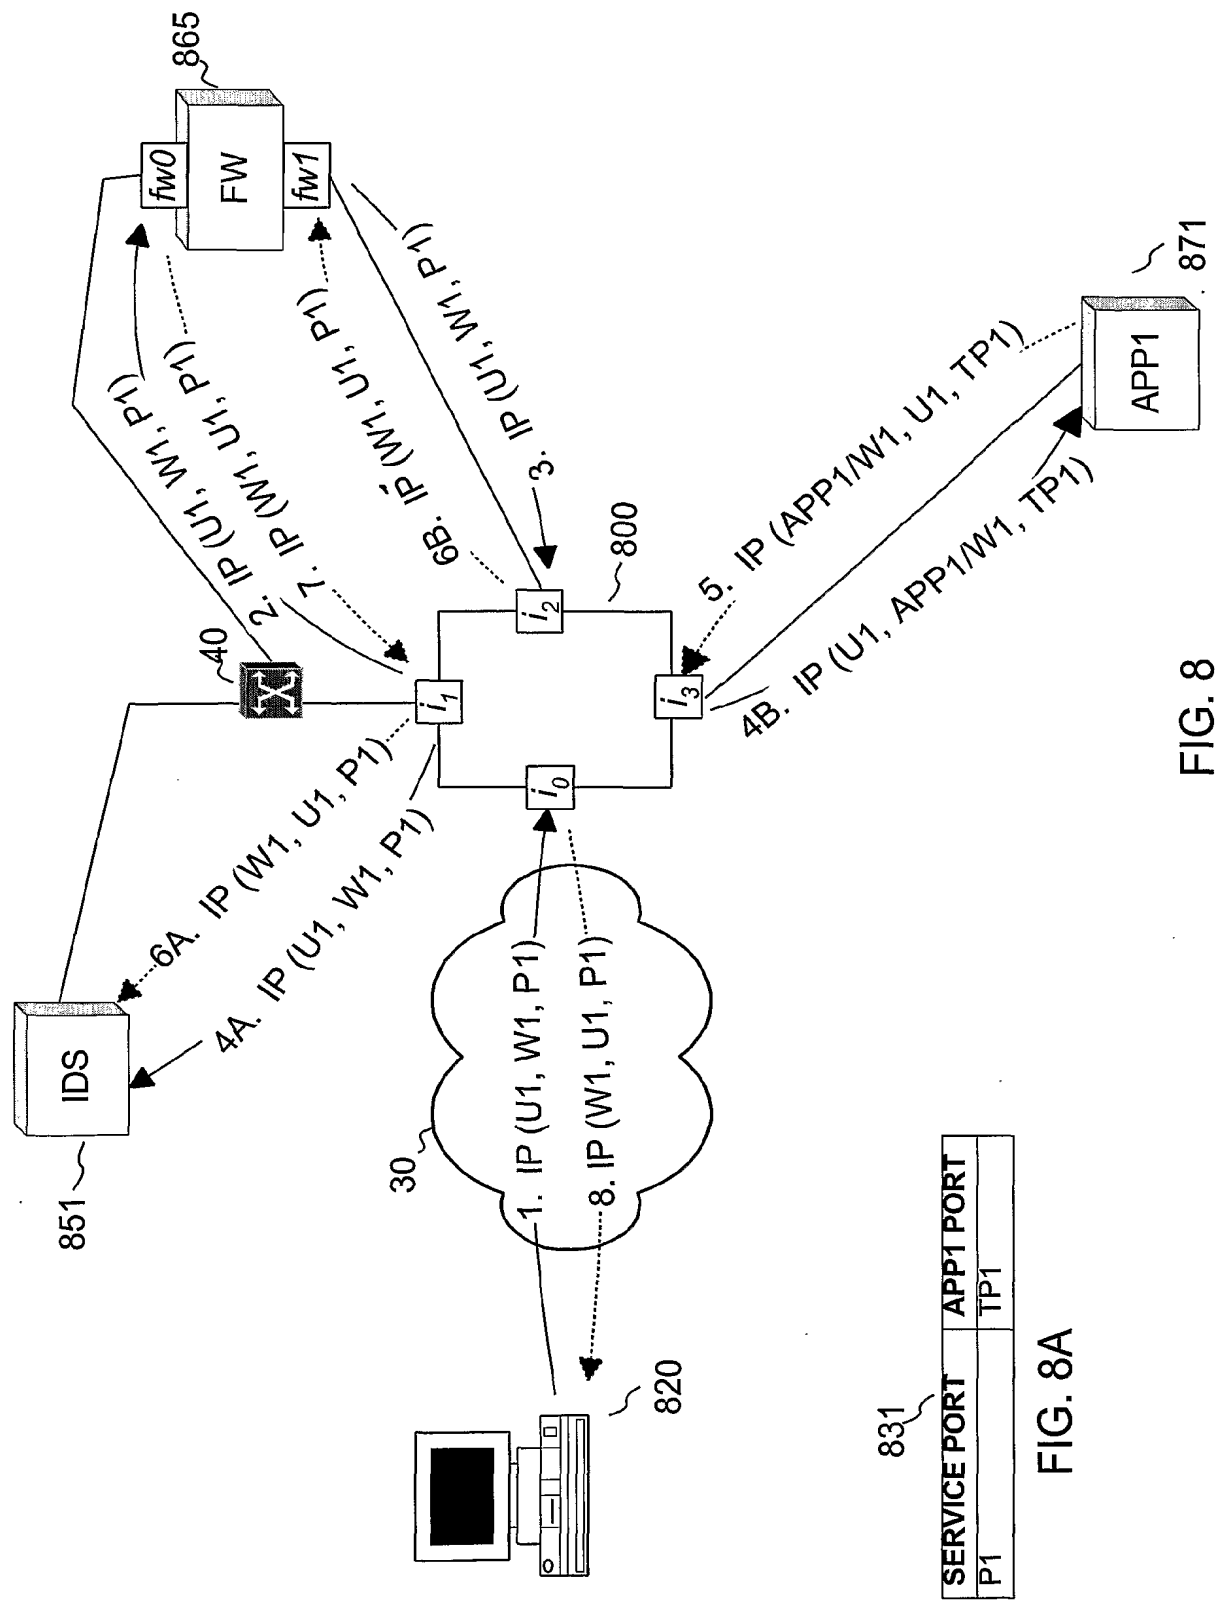 865
fw0
FW
fw1
2. IP (U1, W1, P1)
7. IP (W1, U1, P1)
6B. IP (W1, U1, P1)
3. IP (U1, W1, P1)
40
i1
i2
i3
i0
800
5. IP (APP1/W1, U1, TP1)
4B. IP (U1, APP1/W1, TP1)
APP1
871
6A. IP (W1, U1, P1)
4A. IP (U1, W1, P1)
IDS
851
30
1. IP (U1, W1, P1)
8. IP (W1, U1, P1)
820
FIG. 8
831
SERVICE PORT APP1 PORT
P1 TP1
FIG. 8A